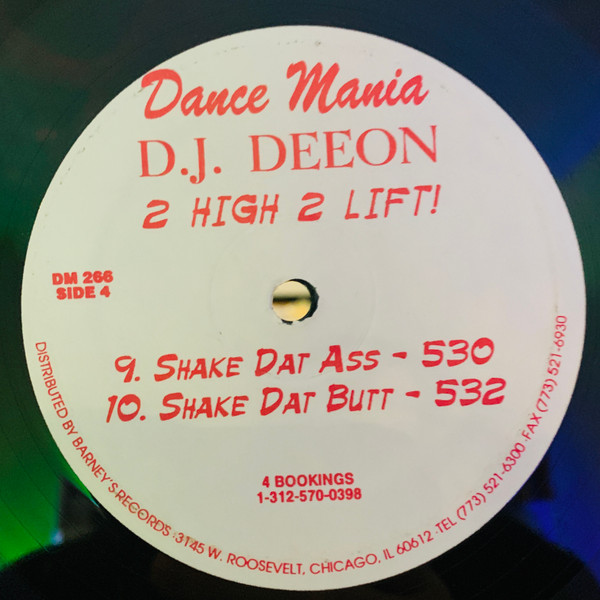 Dance Mania
D.J. DEEON
2 HIGH 2 LIFT!
DM 266
SIDE 4
9. SHAKE DAT ASS - 530
10. SHAKE DAT BUTT - 532
4 BOOKINGS
1-312-570-0398
DISTRIBUTED BY BARNEY'S RECORDS · 3145 W. ROOSEVELT, CHICAGO, IL 60612 · TEL (773) 521-6300 · FAX (773) 521-6930